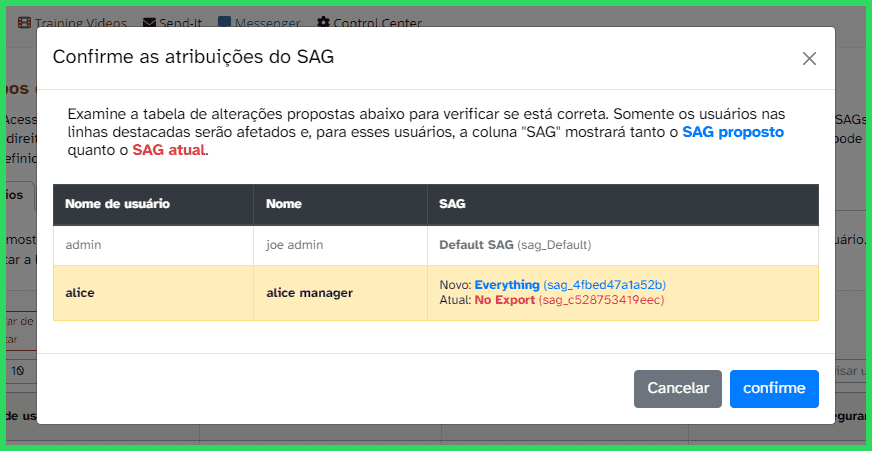 Training Videos Send-It Messenger Control Center
Confirme as atribuições do SAG
Examine a tabela de alterações propostas abaixo para verificar se está correta. Somente os usuários nas
linhas destacadas serão afetados e, para esses usuários, a coluna "SAG" mostrará tanto o SAG proposto
quanto o SAG atual.
Nome de usuário Nome SAG
admin joe admin Default SAG (sag_Default)
alice alice manager
Novo: Everything (sag_4fbed47a1a52b)
Atual: No Export (sag_c528753419eec)
10
Cancelar confirme